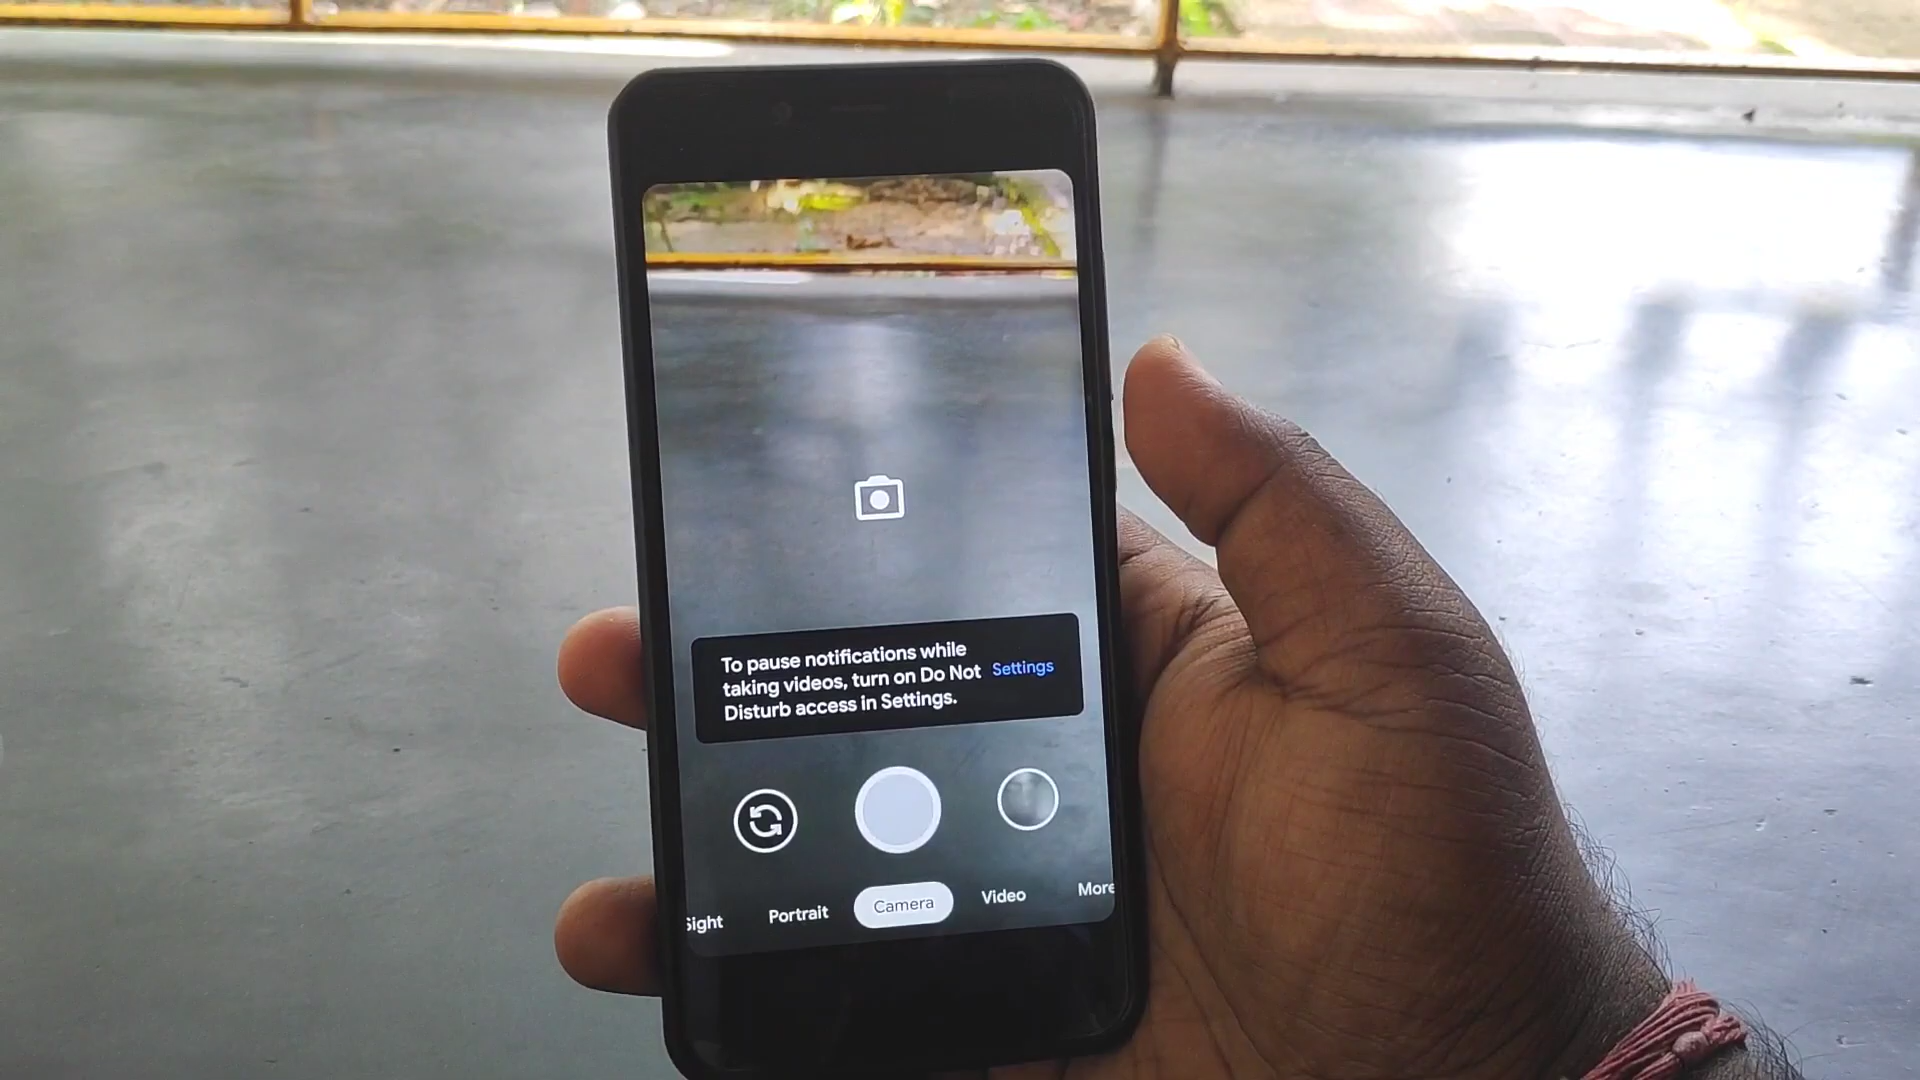 To pause notifications while
taking videos, turn on Do Not
Disturb access in Settings.
Settings
Sight Portrait Camera Video More